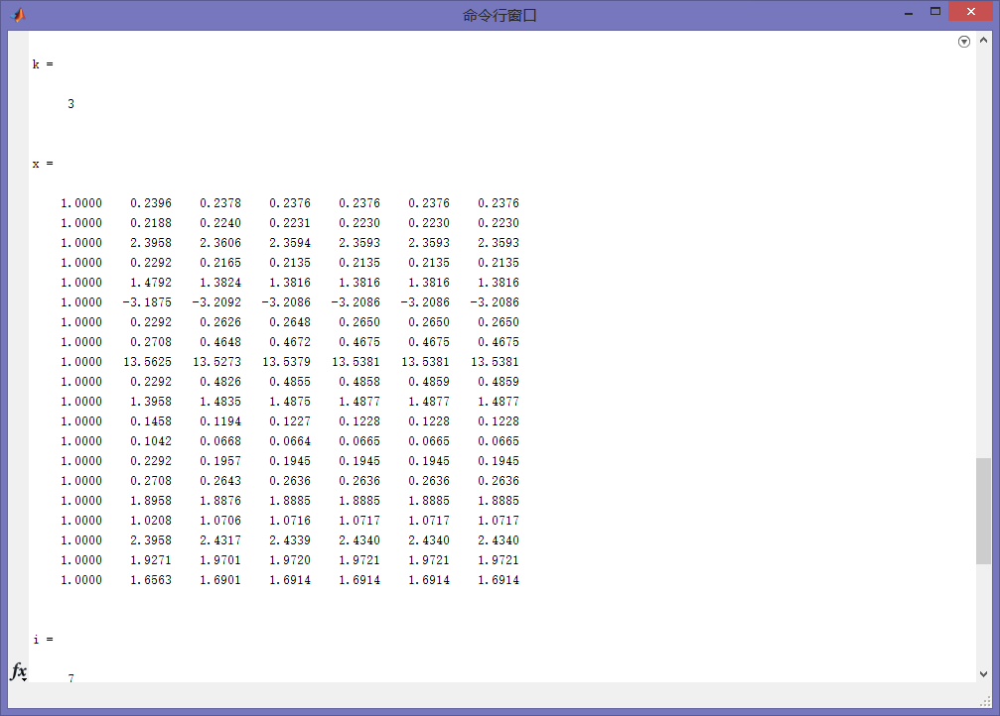 命令行窗口
k =
3
x =
1.0000 0.2396 0.2378 0.2376 0.2376 0.2376 0.2376
1.0000 0.2188 0.2240 0.2231 0.2230 0.2230 0.2230
1.0000 2.3958 2.3606 2.3594 2.3593 2.3593 2.3593
1.0000 0.2292 0.2165 0.2135 0.2135 0.2135 0.2135
1.0000 1.4792 1.3824 1.3816 1.3816 1.3816 1.3816
1.0000 -3.1875 -3.2092 -3.2086 -3.2086 -3.2086 -3.2086
1.0000 0.2292 0.2626 0.2648 0.2650 0.2650 0.2650
1.0000 0.2708 0.4648 0.4672 0.4675 0.4675 0.4675
1.0000 13.5625 13.5273 13.5379 13.5381 13.5381 13.5381
1.0000 0.2292 0.4826 0.4855 0.4858 0.4859 0.4859
1.0000 1.3958 1.4835 1.4875 1.4877 1.4877 1.4877
1.0000 0.1458 0.1194 0.1227 0.1228 0.1228 0.1228
1.0000 0.1042 0.0668 0.0664 0.0665 0.0665 0.0665
1.0000 0.2292 0.1957 0.1945 0.1945 0.1945 0.1945
1.0000 0.2708 0.2643 0.2636 0.2636 0.2636 0.2636
1.0000 1.8958 1.8876 1.8885 1.8885 1.8885 1.8885
1.0000 1.0208 1.0706 1.0716 1.0717 1.0717 1.0717
1.0000 2.3958 2.4317 2.4339 2.4340 2.4340 2.4340
1.0000 1.9271 1.9701 1.9720 1.9721 1.9721 1.9721
1.0000 1.6563 1.6901 1.6914 1.6914 1.6914 1.6914
i =
fx
7